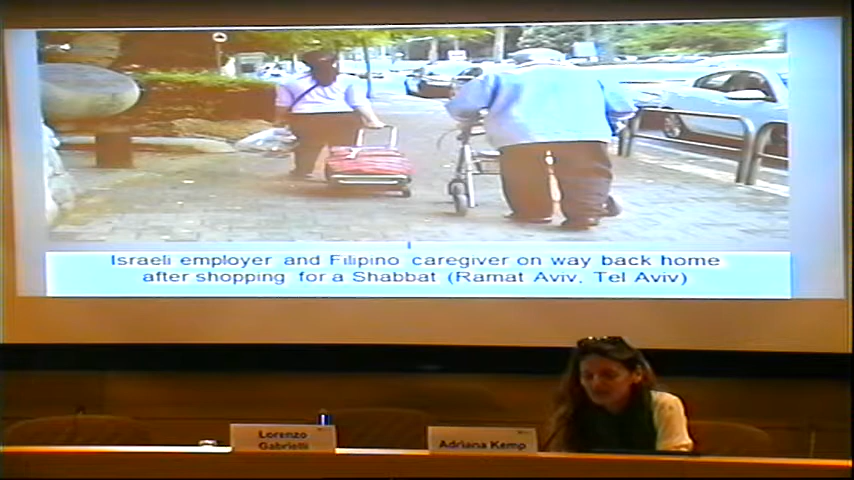 Israeli employer and Filipino caregiver on way back home
after shopping for a Shabbat (Ramat Aviv, Tel Aviv)
Lorenzo
Gabrielli
Adriana Kemp